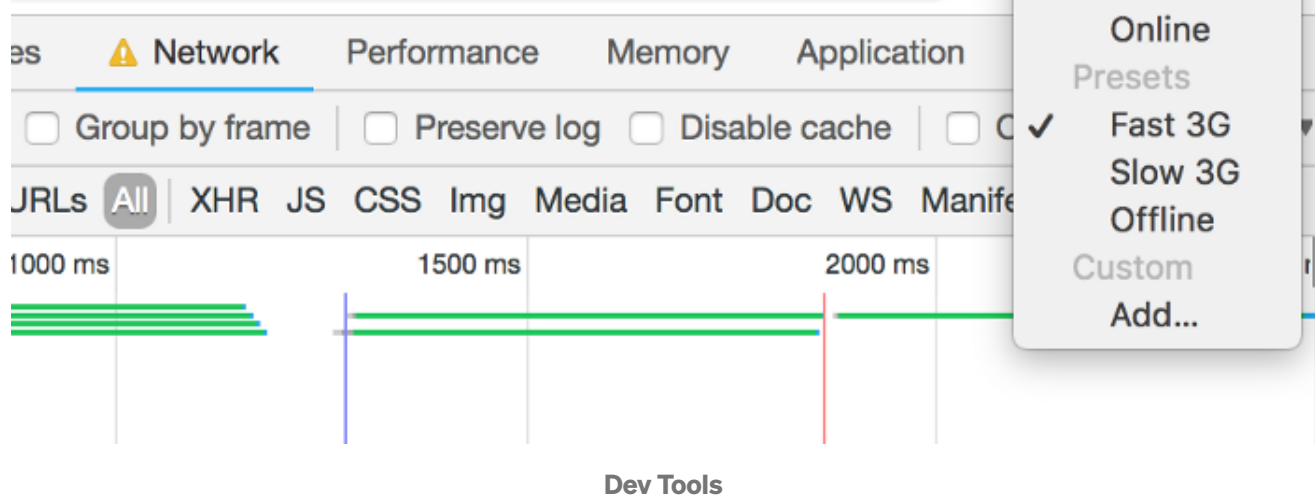 Online
es Network Performance Memory Application
Presets
Group by frame Preserve log Disable cache
Fast 3G
Slow 3G
URLs All XHR JS CSS Img Media Font Doc WS Manife
Offline
1000 ms 1500 ms 2000 ms
Custom
Add...
Dev Tools